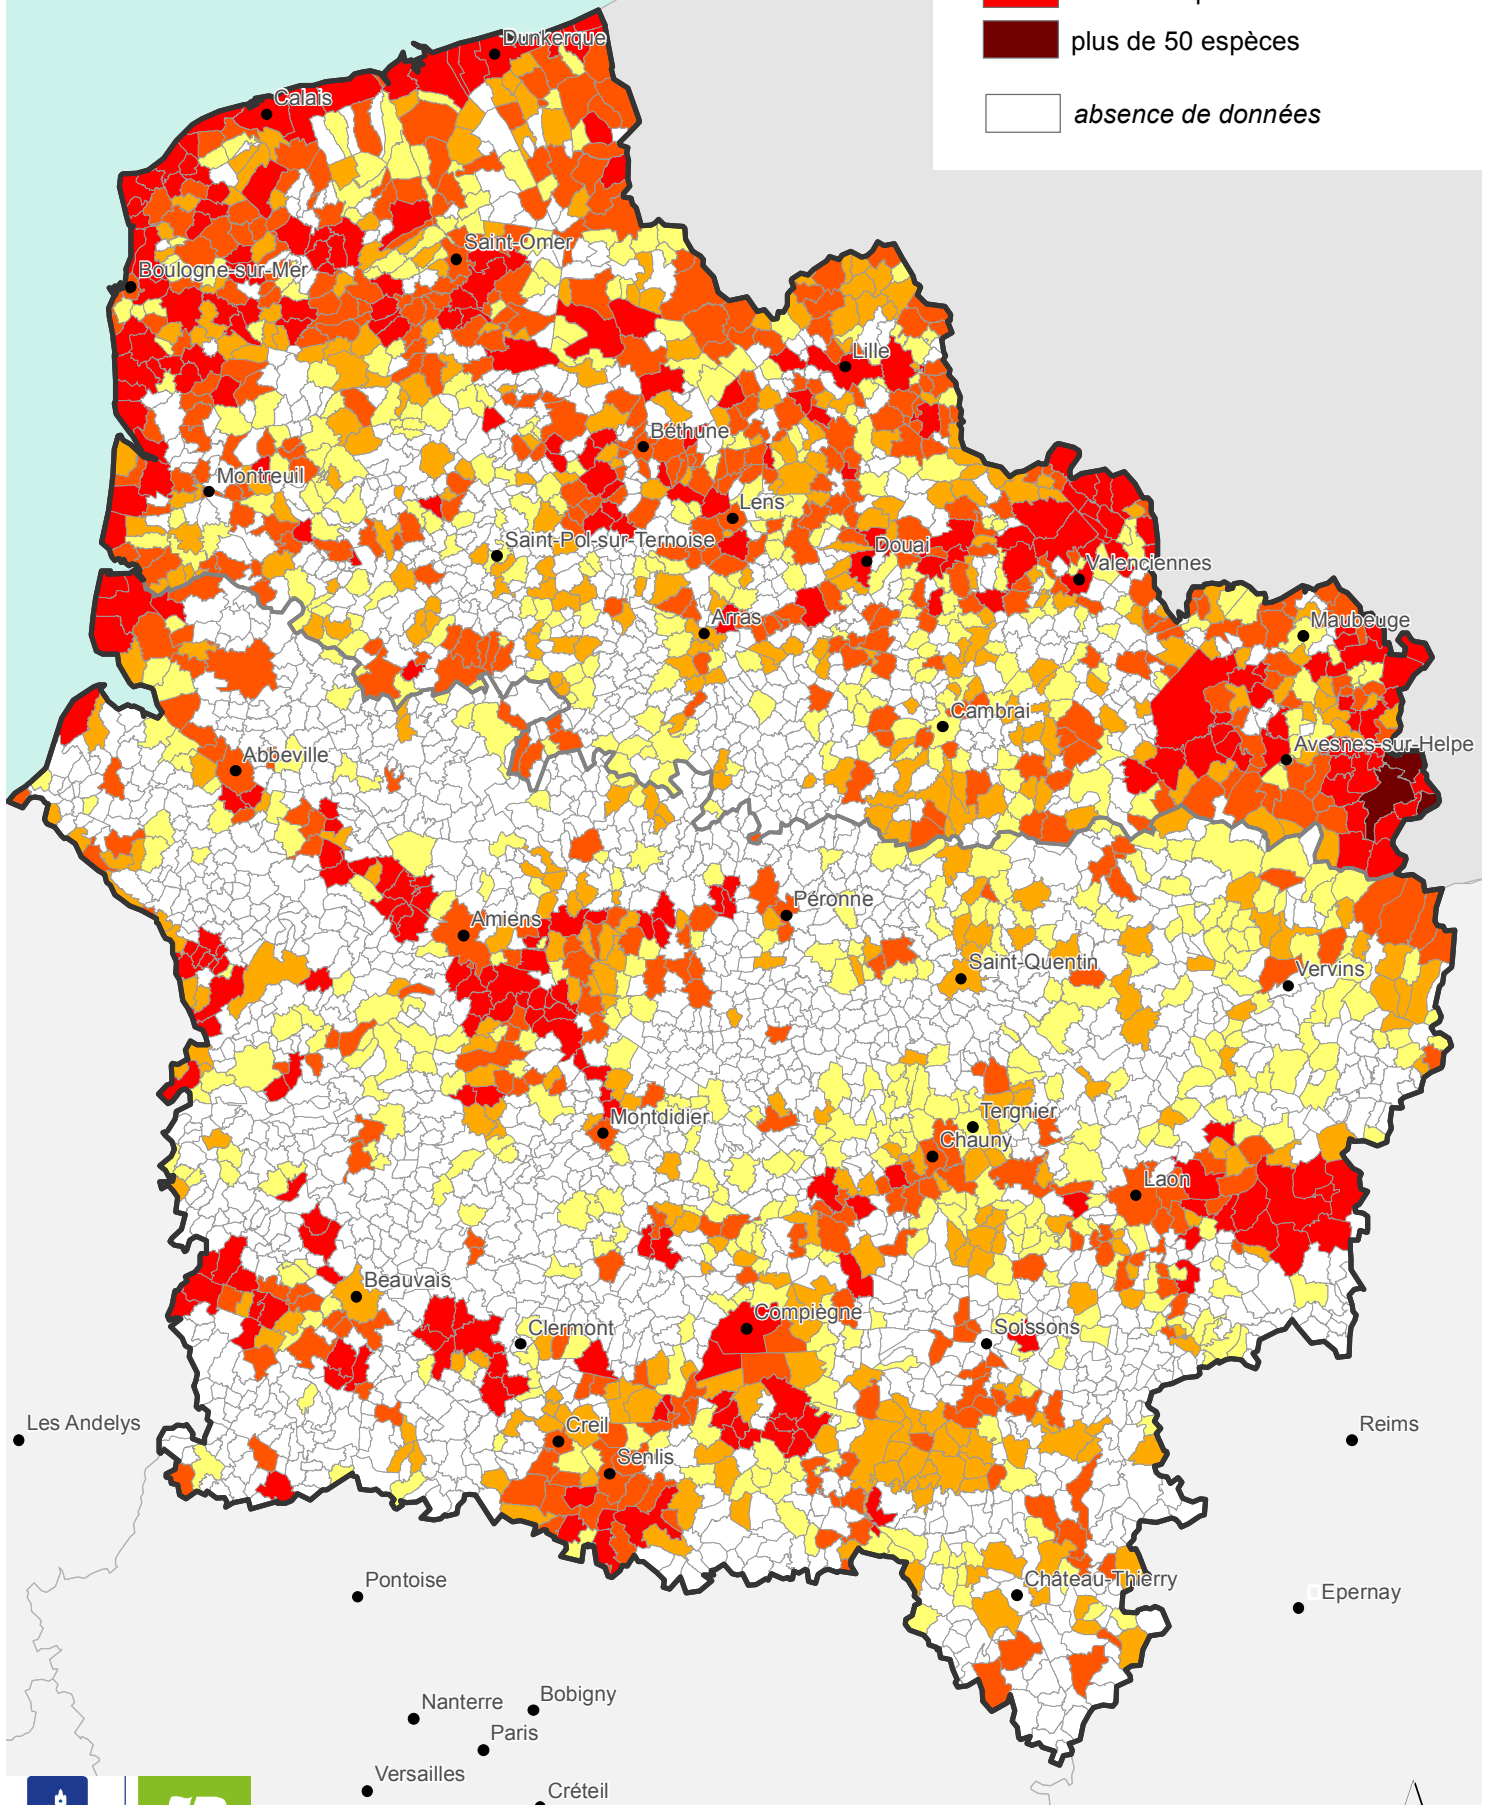 plus de 50 espèces
absence de données
Dunkerque
Calais
Saint-Omer
Boulogne-sur-Mer
Lille
Béthune
Montreuil
Lens
Saint-Pol-sur-Ternoise
Douai
Valenciennes
Arras
Maubeuge
Cambrai
Avesnes-sur-Helpe
Abbeville
Péronne
Amiens
Saint-Quentin
Vervins
Tergnier
Montdidier
Chauny
Laon
Beauvais
Compiègne
Clermont
Soissons
Les Andelys
Creil
Reims
Senlis
Château-Thierry
Pontoise
Epernay
Nanterre
Bobigny
Paris
Versailles
Créteil